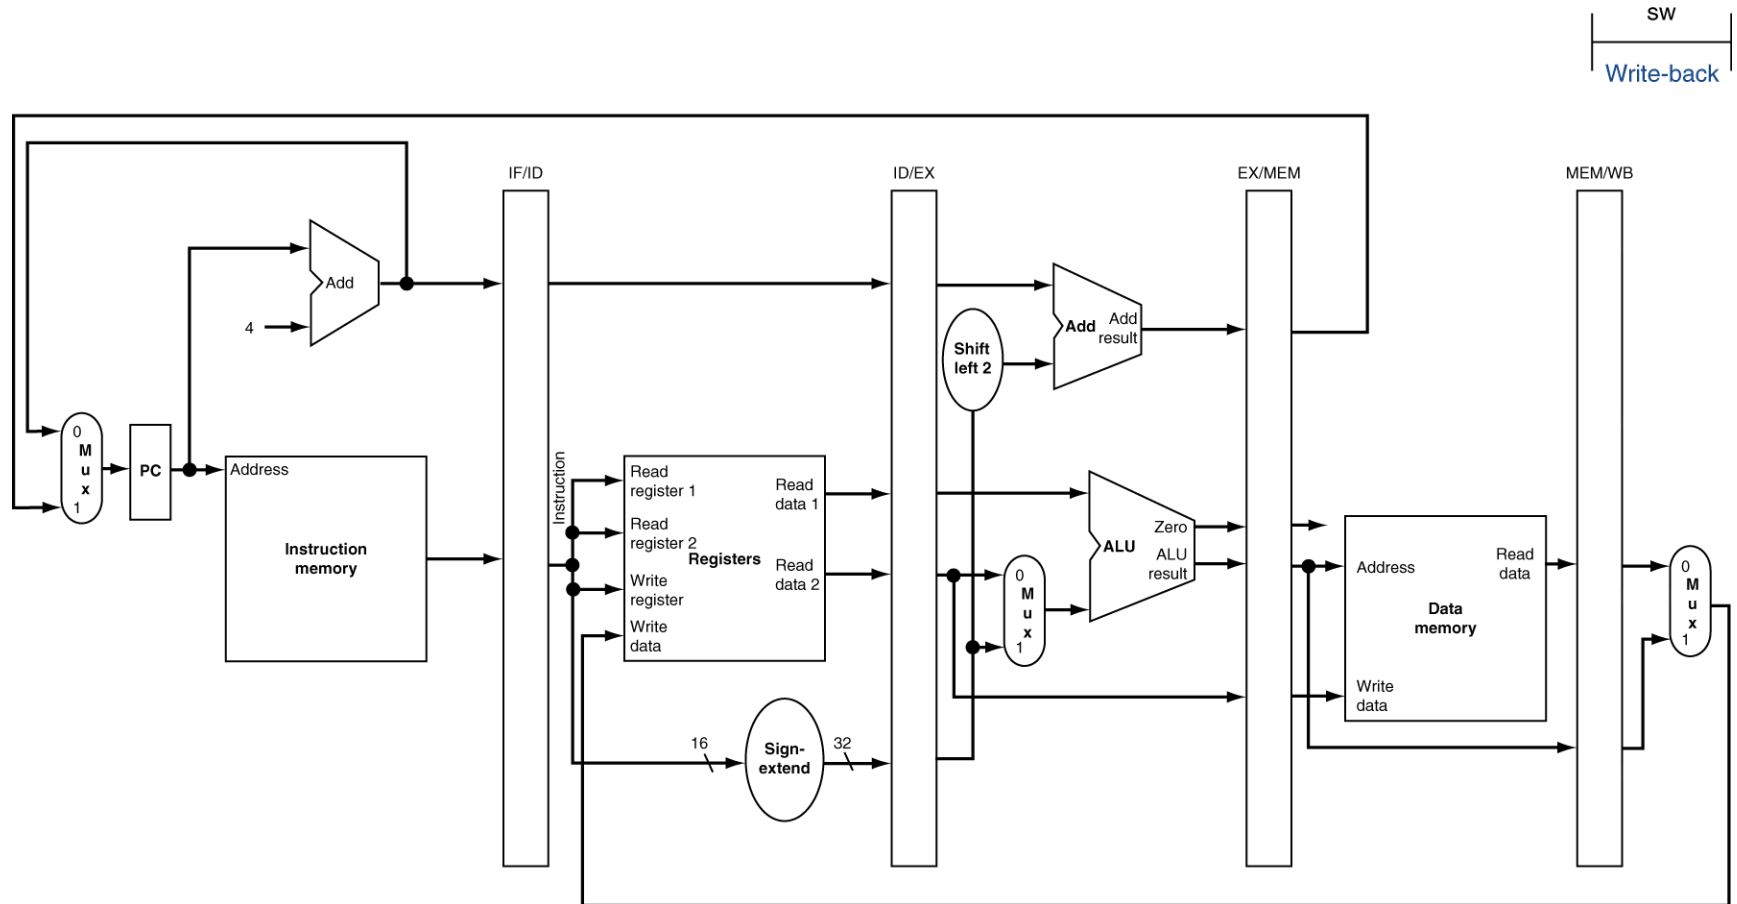 SW
Write-back
IF/ID
ID/EX
EX/MEM
MEM/WB
Add
4
Add
Add
result
Shift
left 2
0
M
u
x
1
PC
Address
Instruction
memory
Instruction
Read
register 1
Read
register 2
Write
register
Write
data
Registers
Read
data 1
Read
data 2
16
Sign-
extend
32
0
M
u
x
1
ALU
Zero
ALU
result
Address
Read
data
Data
memory
Write
data
0
M
u
x
1